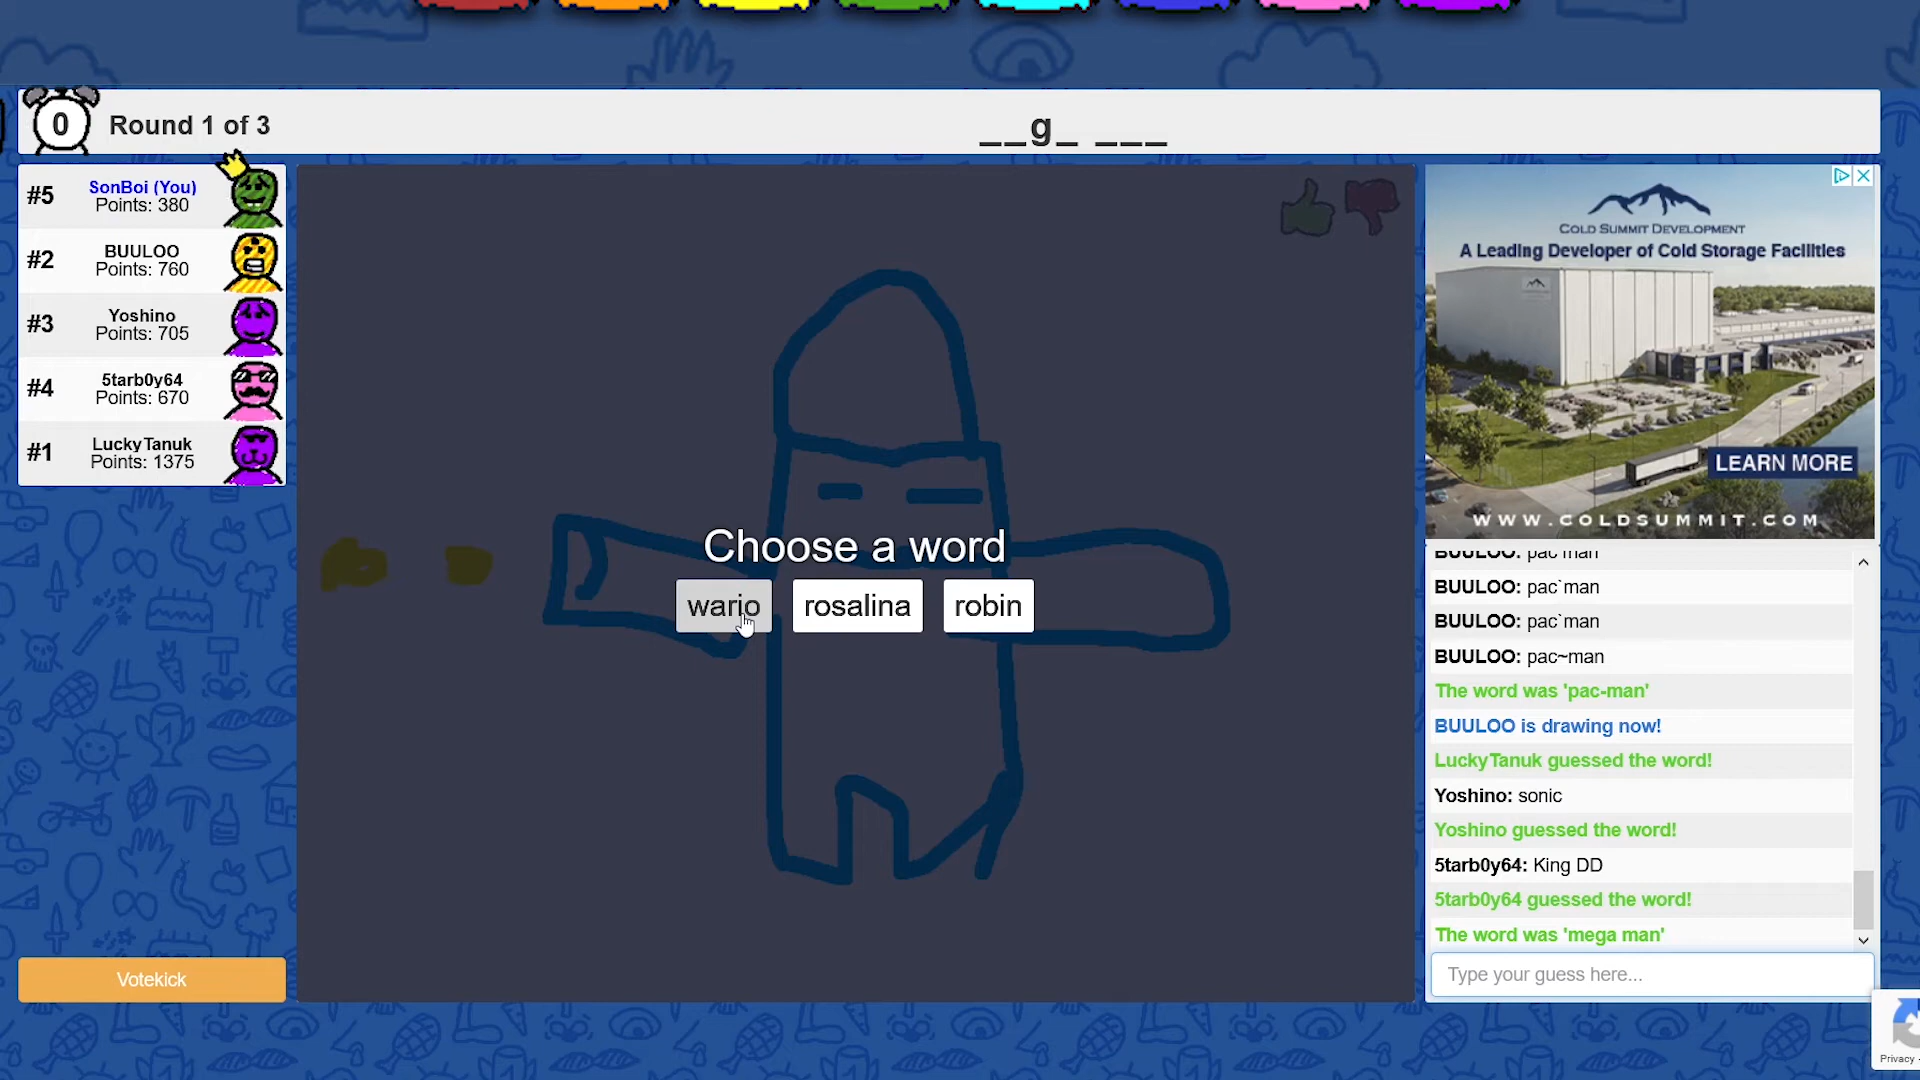 0
Round 1 of 3
__g_ ___
#5
SonBoi (You)
Points: 380
#2
BUULOO
Points: 760
#3
Yoshino
Points: 705
#4
5tarb0y64
Points: 670
#1
LuckyTanuk
Points: 1375
Votekick
Choose a word
wario
rosalina
robin
COLD SUMMIT DEVELOPMENT
A Leading Developer of Cold Storage Facilities
LEARN MORE
WWW.COLDSUMMIT.COM
BUULOO: pac man
BUULOO: pac`man
BUULOO: pac`man
BUULOO: pac~man
The word was 'pac-man'
BUULOO is drawing now!
LuckyTanuk guessed the word!
Yoshino: sonic
Yoshino guessed the word!
5tarb0y64: King DD
5tarb0y64 guessed the word!
The word was 'mega man'
Type your guess here...
Privacy -